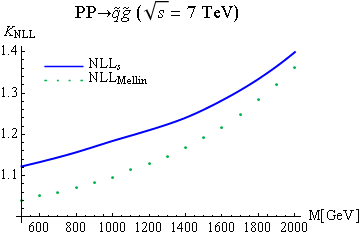 PP→q̃g̃ (√s = 7 TeV)
K_NLL
1.4
1.3
1.2
1.1
NLL_s
NLL_Mellin
600 800 1000 1200 1400 1600 1800 2000 M[GeV]